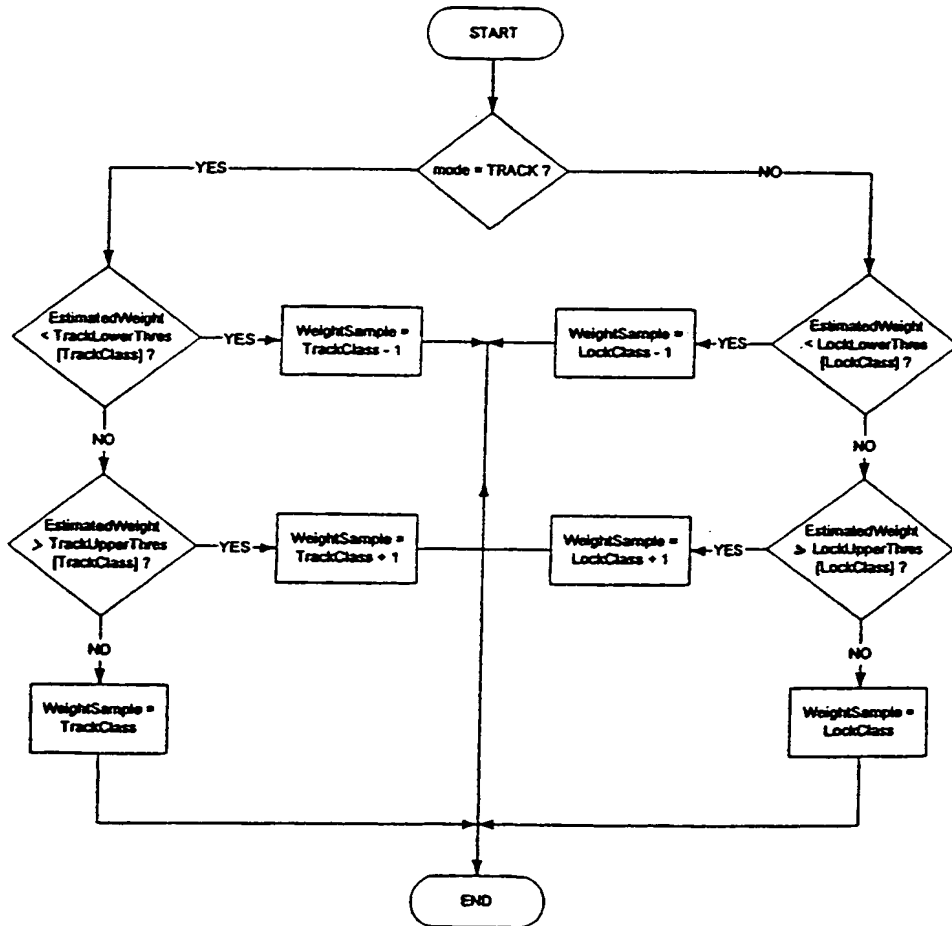 START
mode = TRACK ?
YES
NO
EstimatedWeight
< TrackLowerThres
[TrackClass] ?
YES
WeightSample =
TrackClass - 1
WeightSample =
LockClass - 1
YES
EstimatedWeight
< LockLowerThres
[LockClass] ?
NO
NO
EstimatedWeight
> TrackUpperThres
[TrackClass] ?
YES
WeightSample =
TrackClass + 1
WeightSample =
LockClass + 1
YES
EstimatedWeight
> LockUpperThres
[LockClass] ?
NO
NO
WeightSample =
TrackClass
WeightSample =
LockClass
END